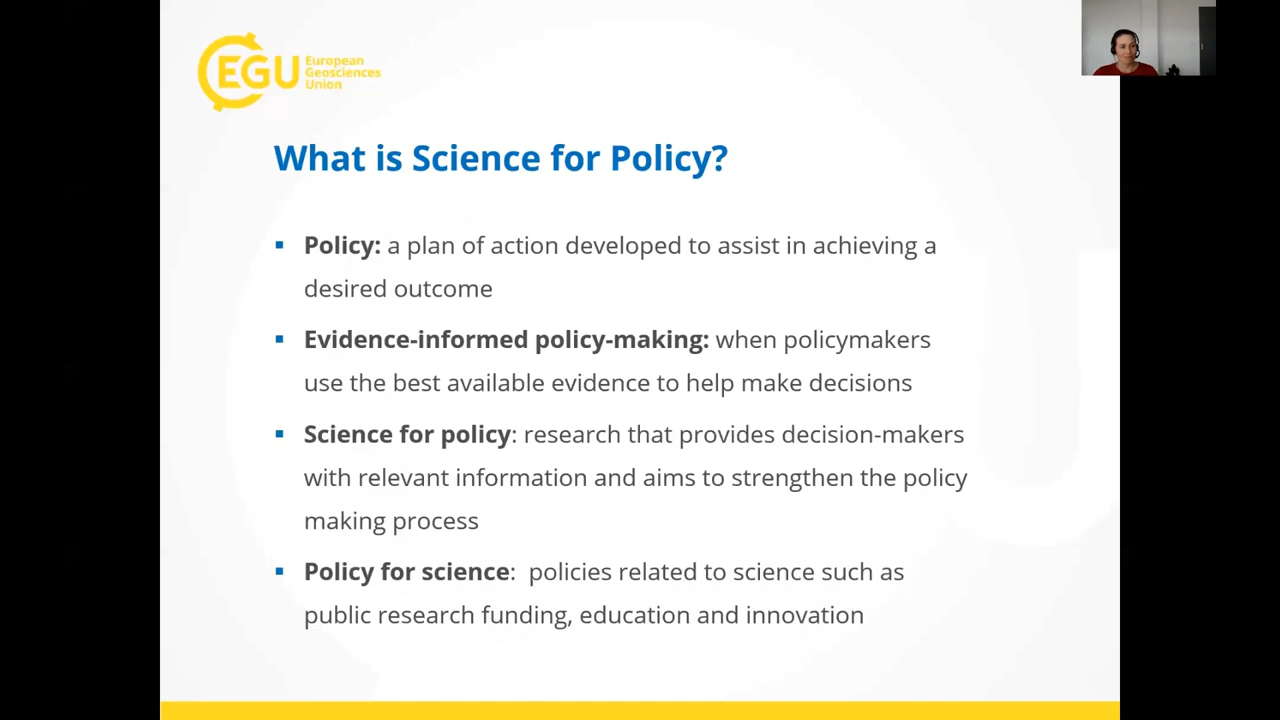 EGU
European
Geosciences
Union
What is Science for Policy?
▪ Policy: a plan of action developed to assist in achieving a
desired outcome
▪ Evidence-informed policy-making: when policymakers
use the best available evidence to help make decisions
▪ Science for policy: research that provides decision-makers
with relevant information and aims to strengthen the policy
making process
▪ Policy for science:  policies related to science such as
public research funding, education and innovation